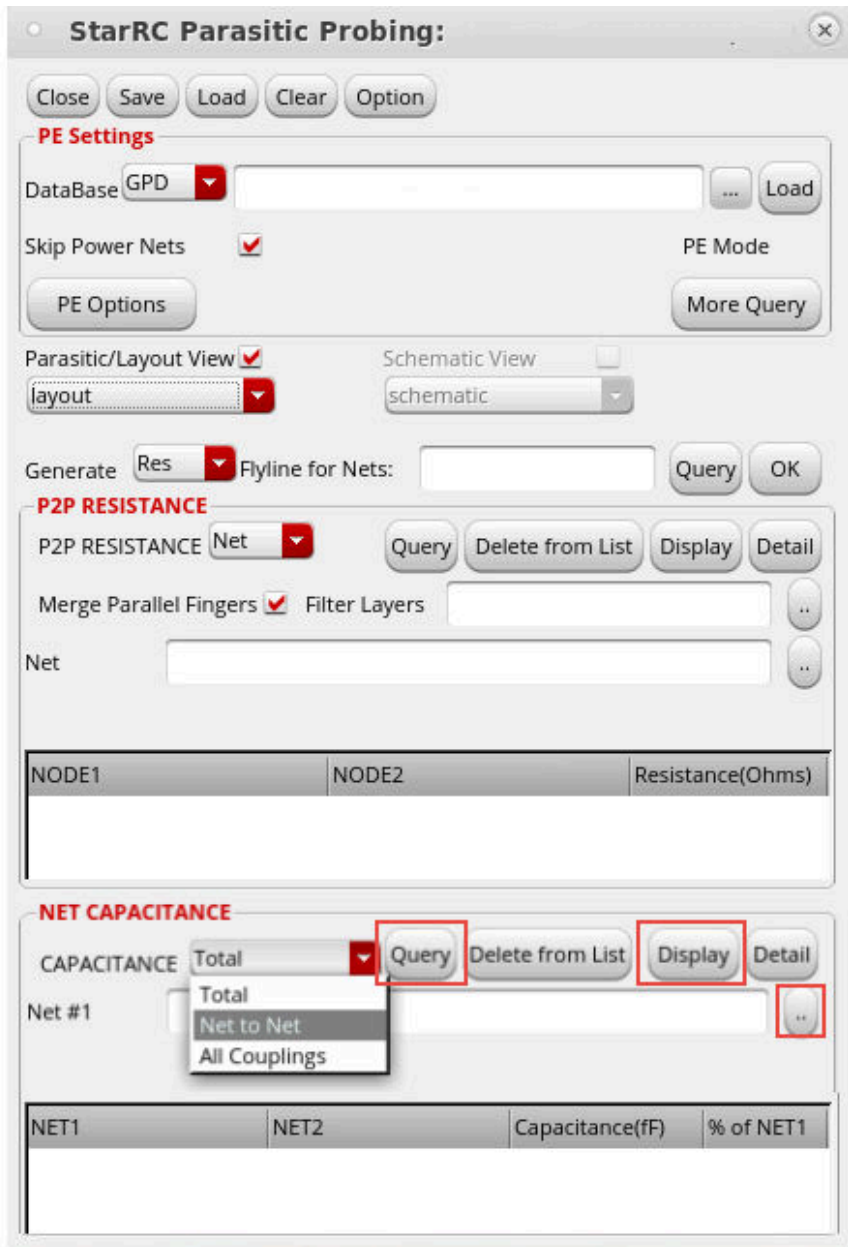 StarRC Parasitic Probing:
Close Save Load Clear Option
PE Settings
DataBase GPD ... Load
Skip Power Nets PE Mode
PE Options More Query
Parasitic/Layout View Schematic View
layout schematic
Generate Res Flyline for Nets: Query OK
P2P RESISTANCE
P2P RESISTANCE Net Query Delete from List Display Detail
Merge Parallel Fingers Filter Layers ..
Net ..
NODE1 NODE2 Resistance(Ohms)
NET CAPACITANCE
CAPACITANCE Total Query Delete from List Display Detail
Total
Net #1 ..
Net to Net
All Couplings
NET1 NET2 Capacitance(fF) % of NET1